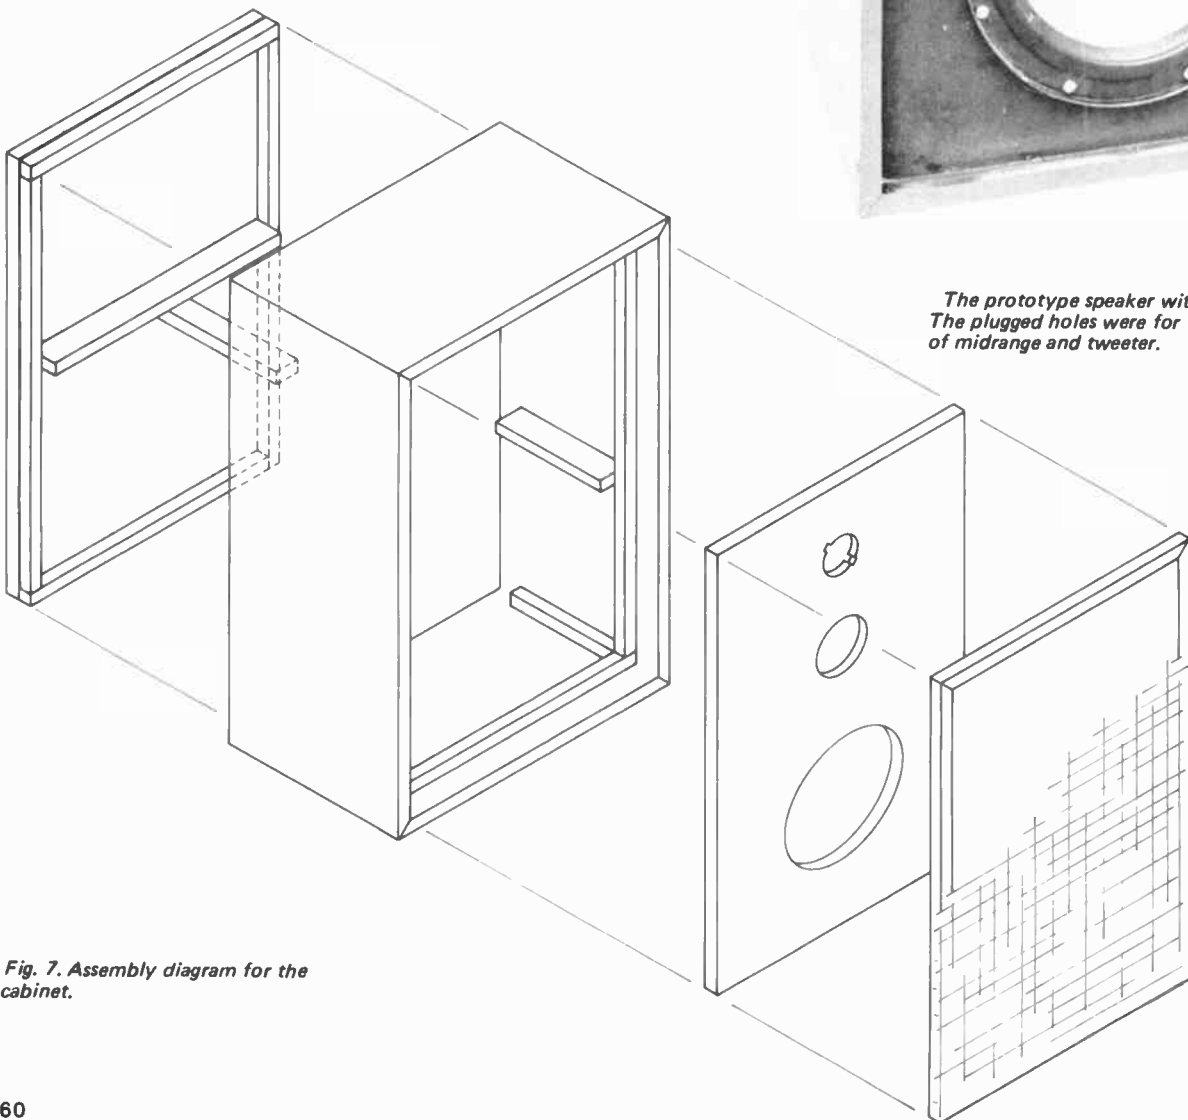 The prototype speaker wit
The plugged holes were for
of midrange and tweeter.
Fig. 7. Assembly diagram for the
cabinet.
60